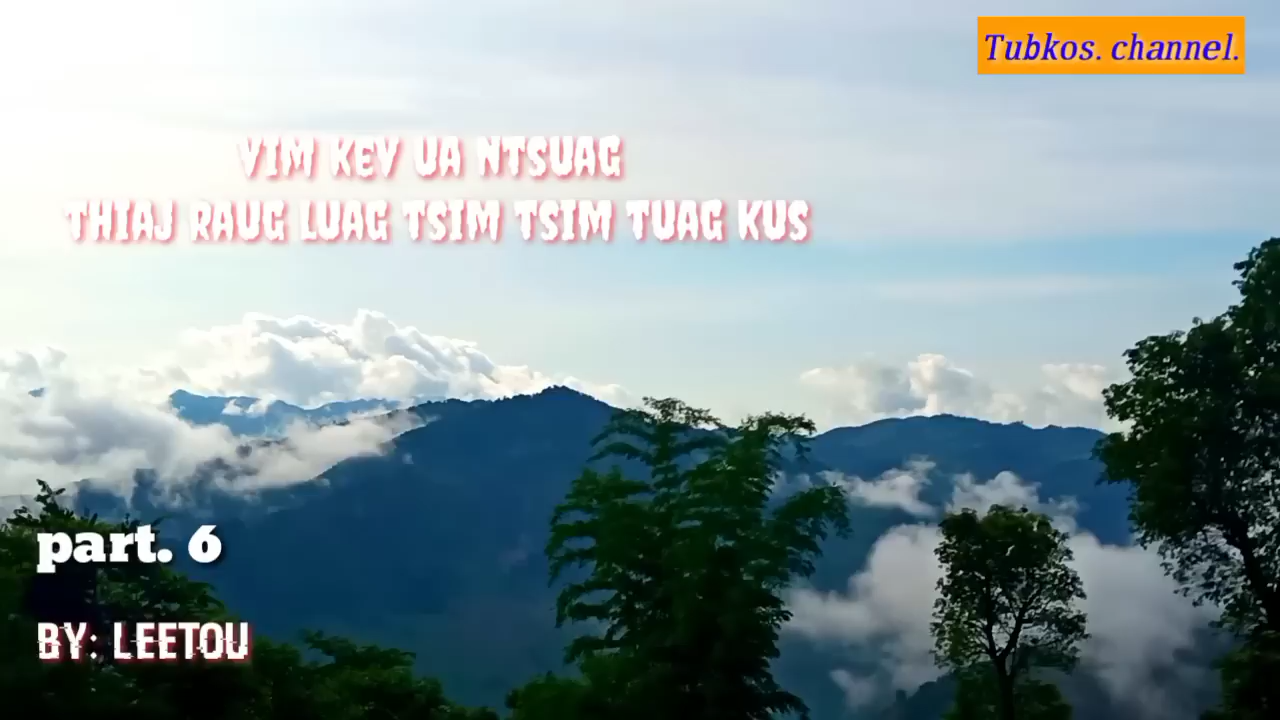 Tubkos. channel.
VIM KEV UA NTSUAG
THIAJ RAUG LUAG TSIM TSIM TUAG KUS
part. 6
BY: LEETOU